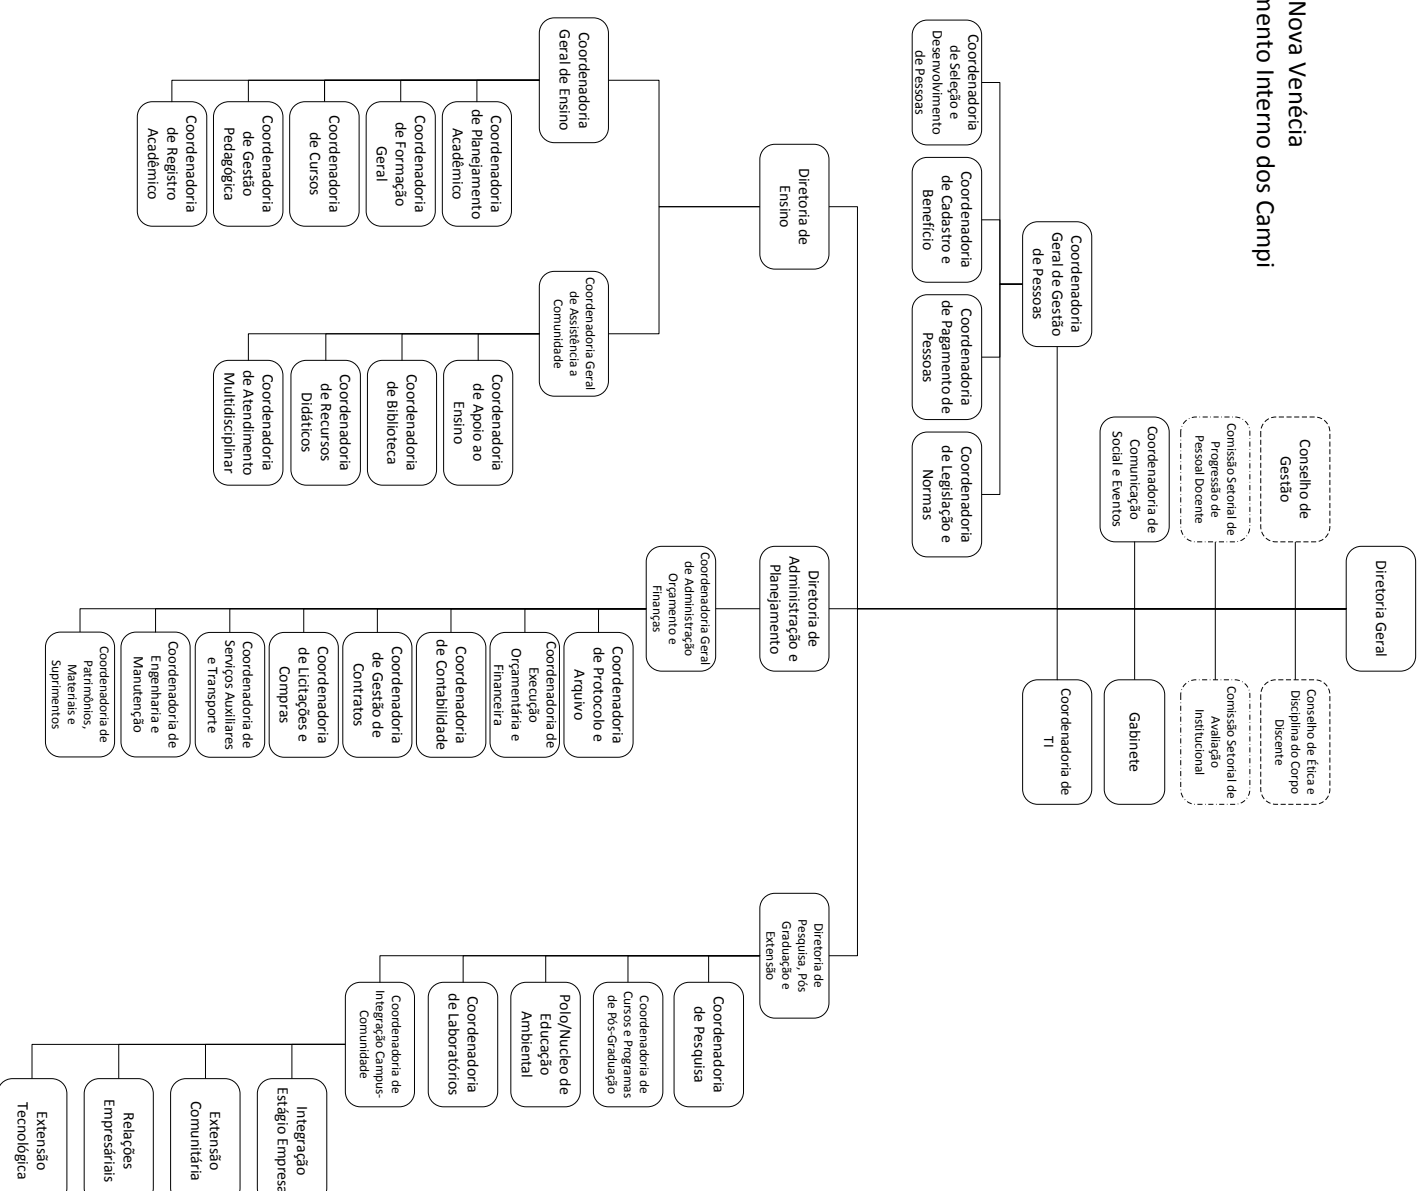 Nova Venécia
mento Interno dos Campi
Diretoria Geral
Conselho de
Gestão
Conselho de Ética e
Disciplina do Corpo
Discente
Comissão Setorial de
Progressão de
Pessoal Docente
Comissão Setorial de
Avaliação
Institucional
Coordenadoria de
Comunicação
Social e Eventos
Gabinete
Coordenadoria
Geral de Gestão
de Pessoas
Coordenadoria de
TI
Coordenadoria
de Seleção e
Desenvolvimento
de Pessoas
Coordenadoria
de Cadastro e
Benefício
Coordenadoria
de Pagamento de
Pessoas
Coordenadoria
de Legislação e
Normas
Diretoria de
Ensino
Diretoria de
Administração e
Planejamento
Diretoria de
Pesquisa, Pós
Graduação e
Extensão
Coordenadoria
Geral de Ensino
Coordenadoria
de Planejamento
Acadêmico
Coordenadoria
de Formação
Geral
Coordenadoria
de Cursos
Coordenadoria
de Gestão
Pedagógica
Coordenadoria
de Registro
Acadêmico
Coordenadoria Geral
de Assistência a
Comunidade
Coordenadoria
de Apoio ao
Ensino
Coordenadoria
de Biblioteca
Coordenadoria
de Recursos
Didáticos
Coordenadoria
de Atendimento
Multidisciplinar
Coordenadoria Geral
de Administração
Orçamento e
Finanças
Coordenadoria
de Protocolo e
Arquivo
Coordenadoria de
Execução
Orçamentária e
Financeira
Coordenadoria
de Contabilidade
Coordenadoria
de Gestão de
Contratos
Coordenadoria
de Licitações e
Compras
Coordenadoria de
Serviços Auxiliares
e Transporte
Coordenadoria de
Engenharia e
Manutenção
Coordenadoria de
Patrimônios,
Materiais e
Suprimentos
Coordenadoria
de Pesquisa
Coordenadoria de
Cursos e Programas
de Pós-Graduação
Polo/Nucleo de
Educação
Ambiental
Coordenadoria
de Laboratórios
Coordenadoria de
Integração Campus-
Comunidade
Integração
Estágio Empresa
Extensão
Comunitária
Relações
Empresáriais
Extensão
Tecnológica